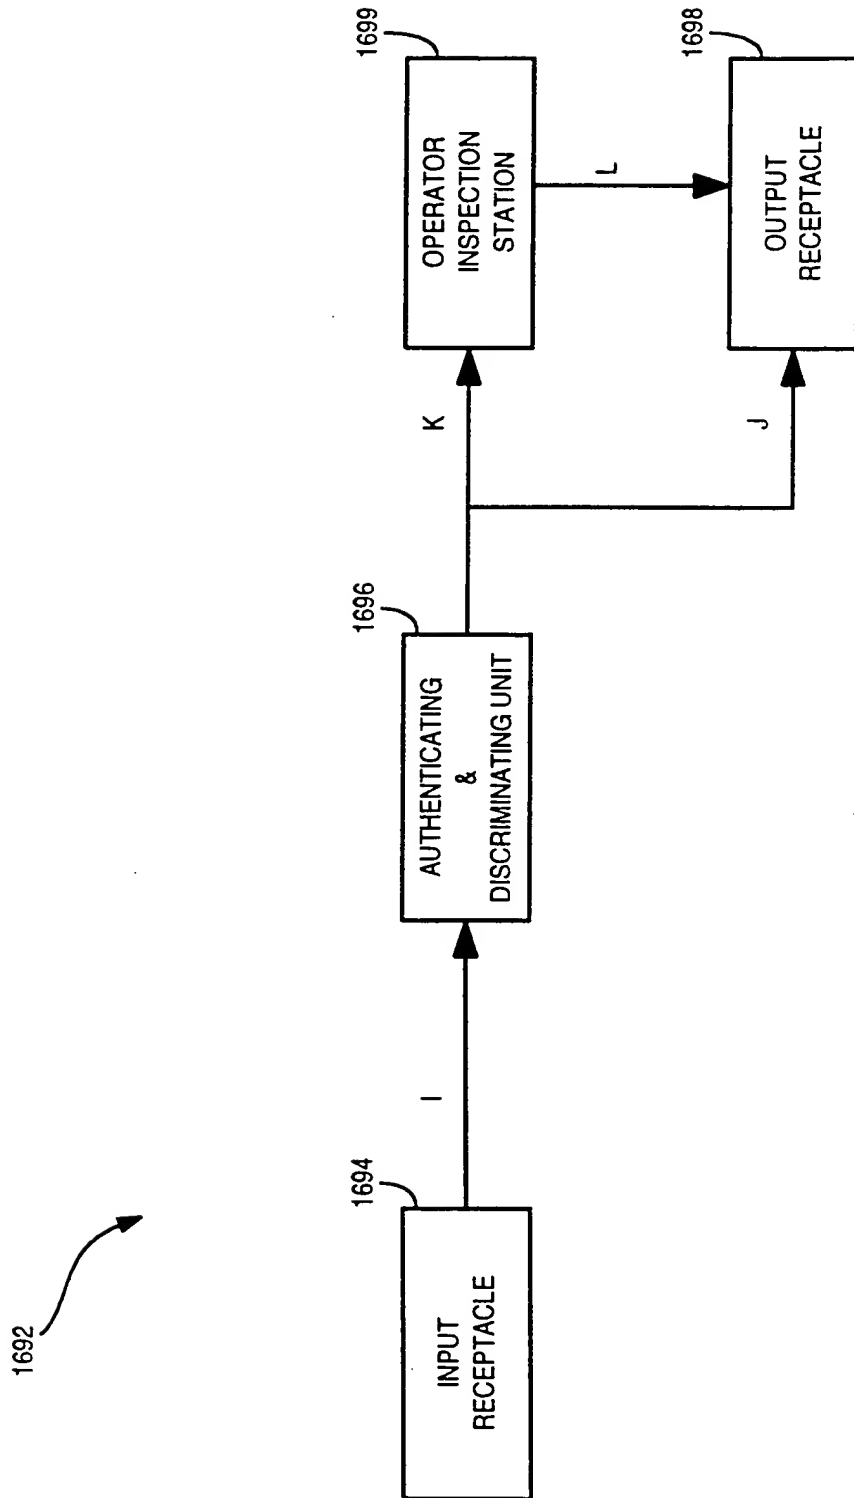 1692
1694
INPUT
RECEPTACLE
I
1696
AUTHENTICATING
&
DISCRIMINATING UNIT
K
J
1699
OPERATOR
INSPECTION
STATION
L
1698
OUTPUT
RECEPTACLE